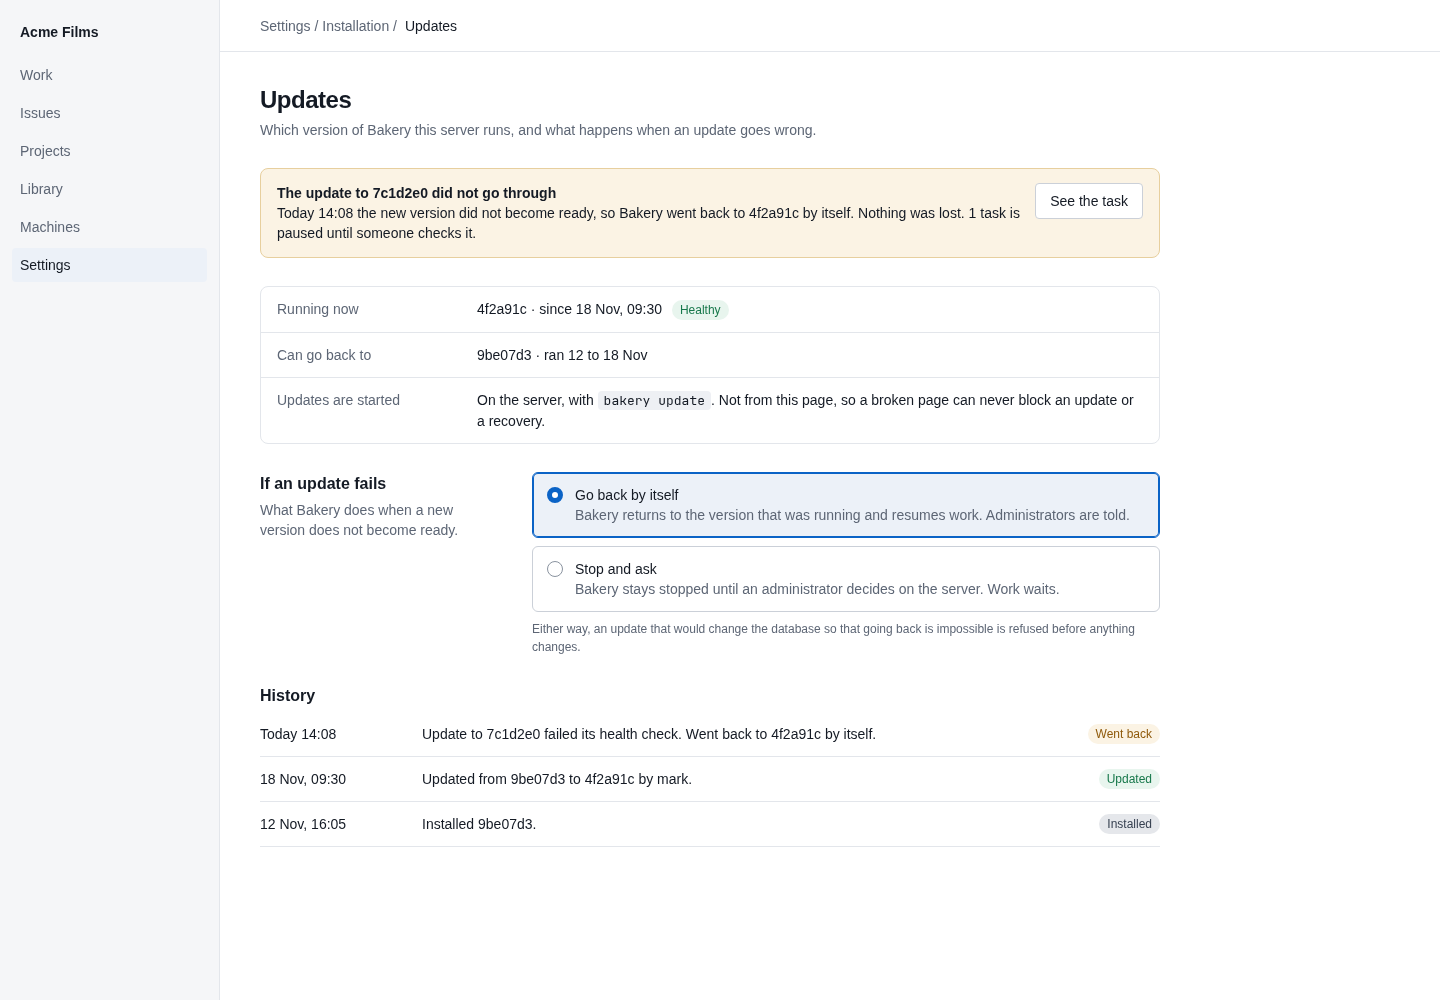 Acme Films
Work
Issues
Projects
Library
Machines
Settings
Settings / Installation / Updates
Updates
Which version of Bakery this server runs, and what happens when an update goes wrong.
The update to 7c1d2e0 did not go through
Today 14:08 the new version did not become ready, so Bakery went back to 4f2a91c by itself. Nothing was lost. 1 task is
paused until someone checks it.
See the task
Running now
4f2a91c · since 18 Nov, 09:30 Healthy
Can go back to
9be07d3 · ran 12 to 18 Nov
Updates are started
On the server, with bakery update. Not from this page, so a broken page can never block an update or
a recovery.
If an update fails
What Bakery does when a new
version does not become ready.
Go back by itself
Bakery returns to the version that was running and resumes work. Administrators are told.
Stop and ask
Bakery stays stopped until an administrator decides on the server. Work waits.
Either way, an update that would change the database so that going back is impossible is refused before anything
changes.
History
Today 14:08 Update to 7c1d2e0 failed its health check. Went back to 4f2a91c by itself. Went back
18 Nov, 09:30 Updated from 9be07d3 to 4f2a91c by mark. Updated
12 Nov, 16:05 Installed 9be07d3. Installed